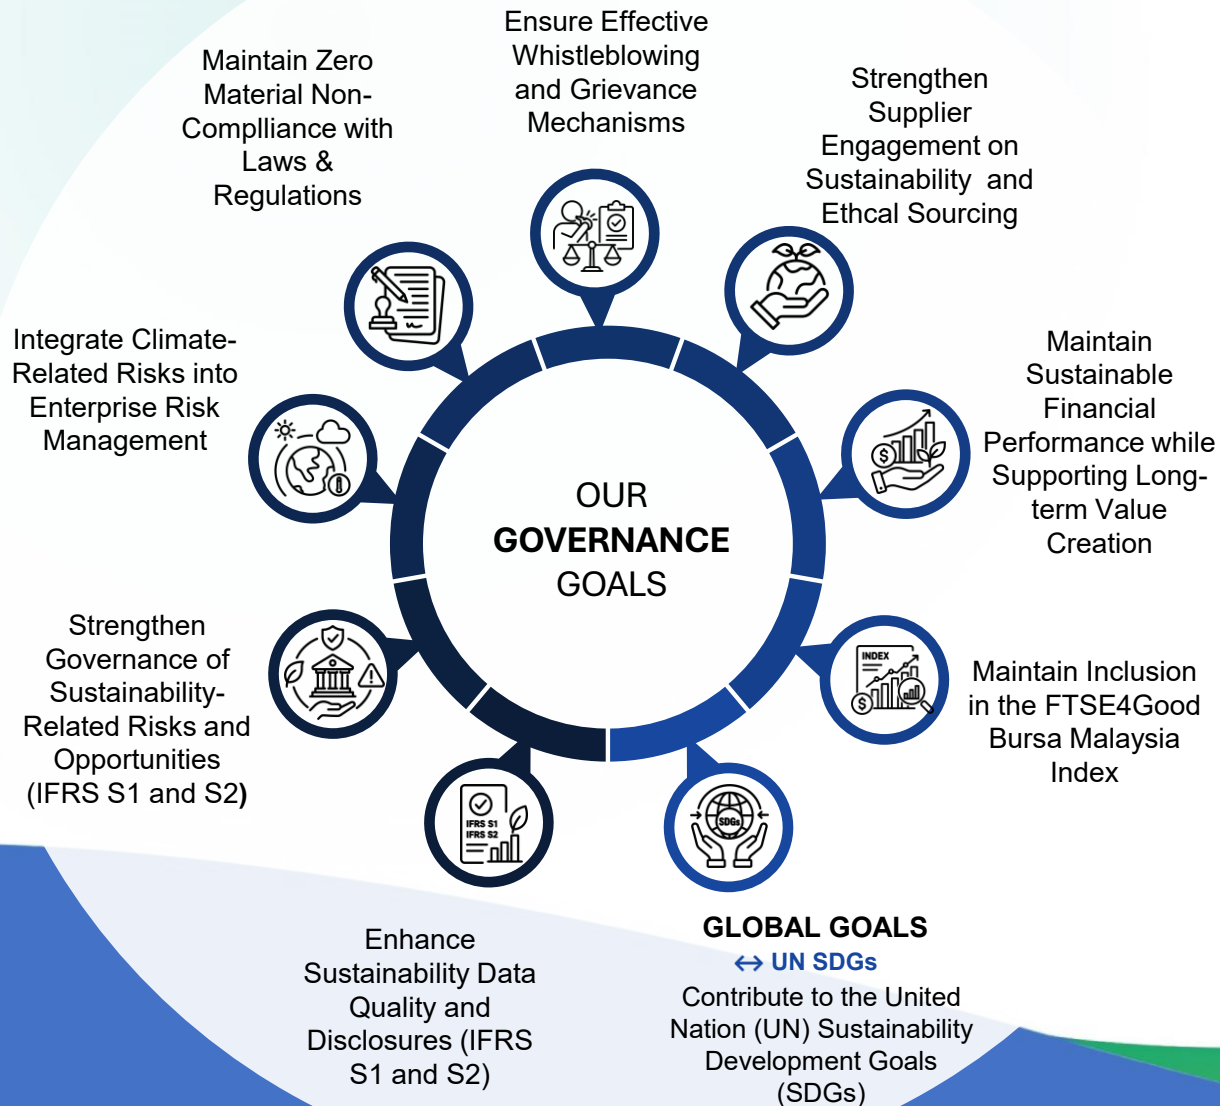 Ensure Effective
Whistleblowing
and Grievance
Mechanisms
Maintain Zero
Material Non-
Complliance with
Laws &
Regulations
Strengthen
Supplier
Engagement on
Sustainability and
Ethcal Sourcing
Integrate Climate-
Related Risks into
Enterprise Risk
Management
Maintain
Sustainable
Financial
Performance while
Supporting Long-
term Value
Creation
$
OUR
GOVERNANCE
GOALS
Strengthen
Governance of
Sustainability-
Related Risks and
Opportunities
(IFRS S1 and S2)
INDEX
$
Maintain Inclusion
in the FTSE4Good
Bursa Malaysia
Index
IFRS S1
IFRS S2
SDGs
Enhance
Sustainability Data
Quality and
Disclosures (IFRS
S1 and S2)
GLOBAL GOALS
↔ UN SDGs
Contribute to the United
Nation (UN) Sustainability
Development Goals
(SDGs)